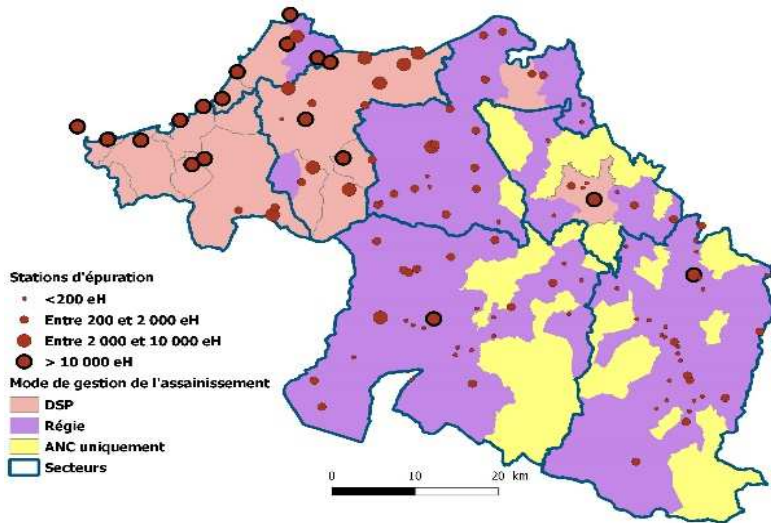 Stations d'épuration
<200 eH
Entre 200 et 2 000 eH
Entre 2 000 et 10 000 eH
> 10 000 eH
Mode de gestion de l'assainissement
DSP
Régie
ANC uniquement
Secteurs
0 10 20 km